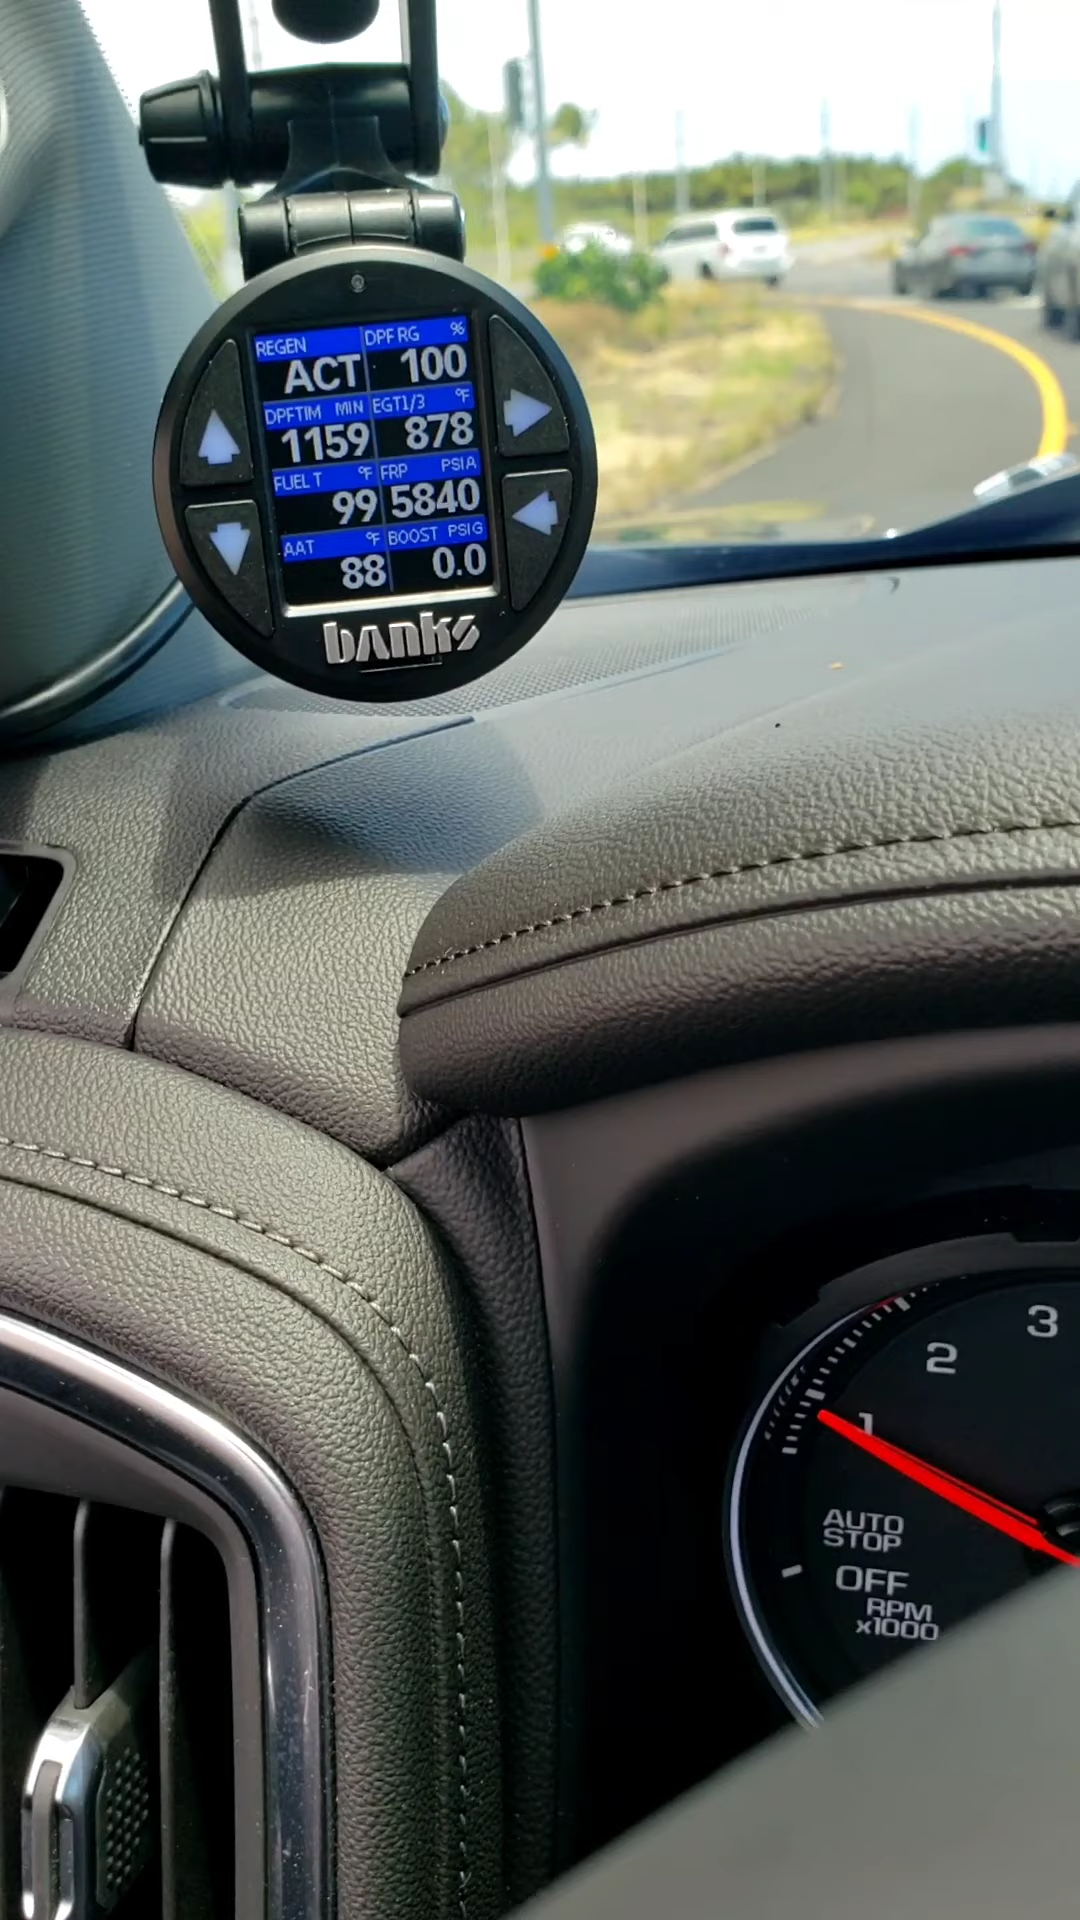 REGEN DPF RG %
ACT 100
DPFTIM MIN EGT1/3 °F
1159 878
FUEL T °F FRP PSIA
99 5840
AAT °F BOOST PSIG
88 0.0
banks
3
2
1
AUTO
STOP
OFF
RPM
x1000